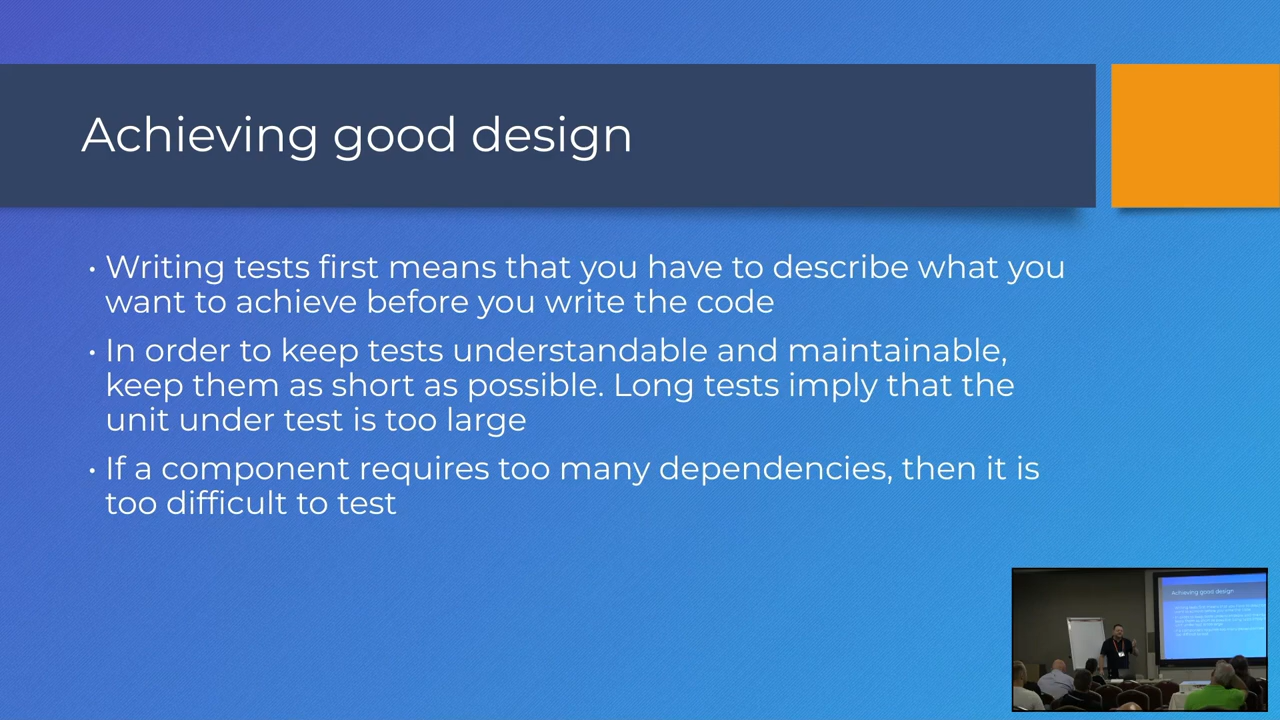 Achieving good design
• Writing tests first means that you have to describe what you
want to achieve before you write the code
• In order to keep tests understandable and maintainable,
keep them as short as possible. Long tests imply that the
unit under test is too large
• If a component requires too many dependencies, then it is
too difficult to test
Achieving good design